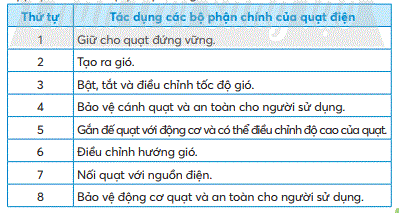 Thứ tự Tác dụng các bộ phận chính của quạt điện
1 Giữ cho quạt đứng vững.
2 Tạo ra gió.
3 Bật, tắt và điều chỉnh tốc độ gió.
4 Bảo vệ cánh quạt và an toàn cho người sử dụng.
5 Gắn đế quạt với động cơ và có thể điều chỉnh độ cao của quạt.
6 Điều chỉnh hướng gió.
7 Nối quạt với nguồn điện.
8 Bảo vệ động cơ quạt và an toàn cho người sử dụng.